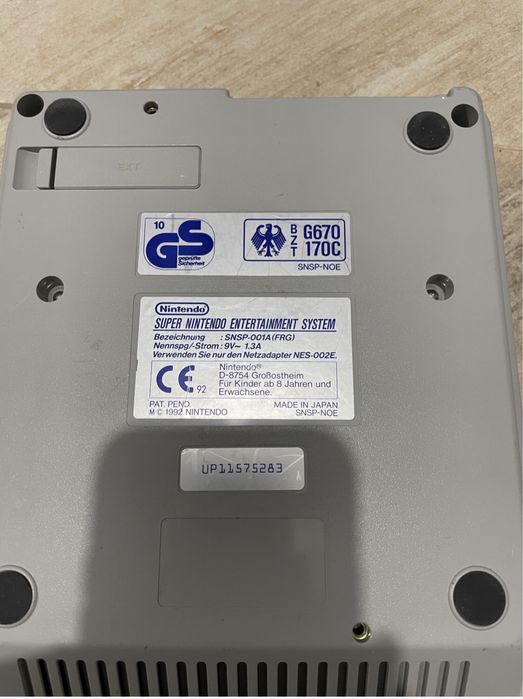 EXT
10
GS
geprüfte
Sicherheit
BZT
G670
170C
SNSP-NOE
Nintendo
SUPER NINTENDO ENTERTAINMENT SYSTEM
Bezeichnung : SNSP-001A(FRG)
Nennspg/-Strom : 9V~ 1.3A
Verwenden Sie nur den Netzadapter NES-002E.
CE 92
Nintendo®
D-8754 Großostheim
Für Kinder ab 8 Jahren und
Erwachsene.
PAT. PEND. MADE IN JAPAN
M C 1992 NINTENDO SNSP-NOE
UP11575283
A